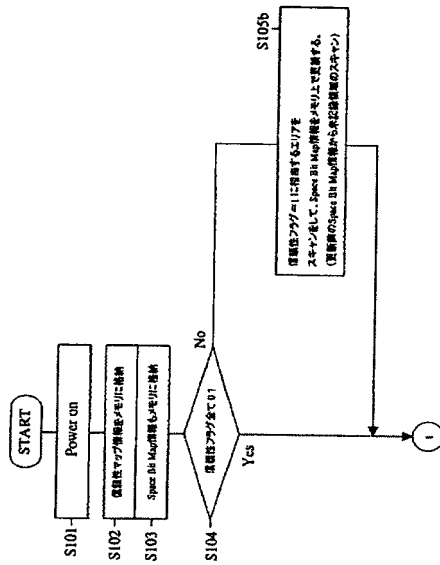 START
S101
Power on
S102
信頼性マップ情報をメモリに格納
S103
Space Bit Map情報もメモリに格納
S104
信頼性フラグ全て0?
No
Yes
S105b
信頼性フラグ=1に相当するエリアを
スキャンをして、Space Bit Map情報をメモリ上で更新する。
(更新前のSpace Bit Map情報から未記録領域のスキャン)
1